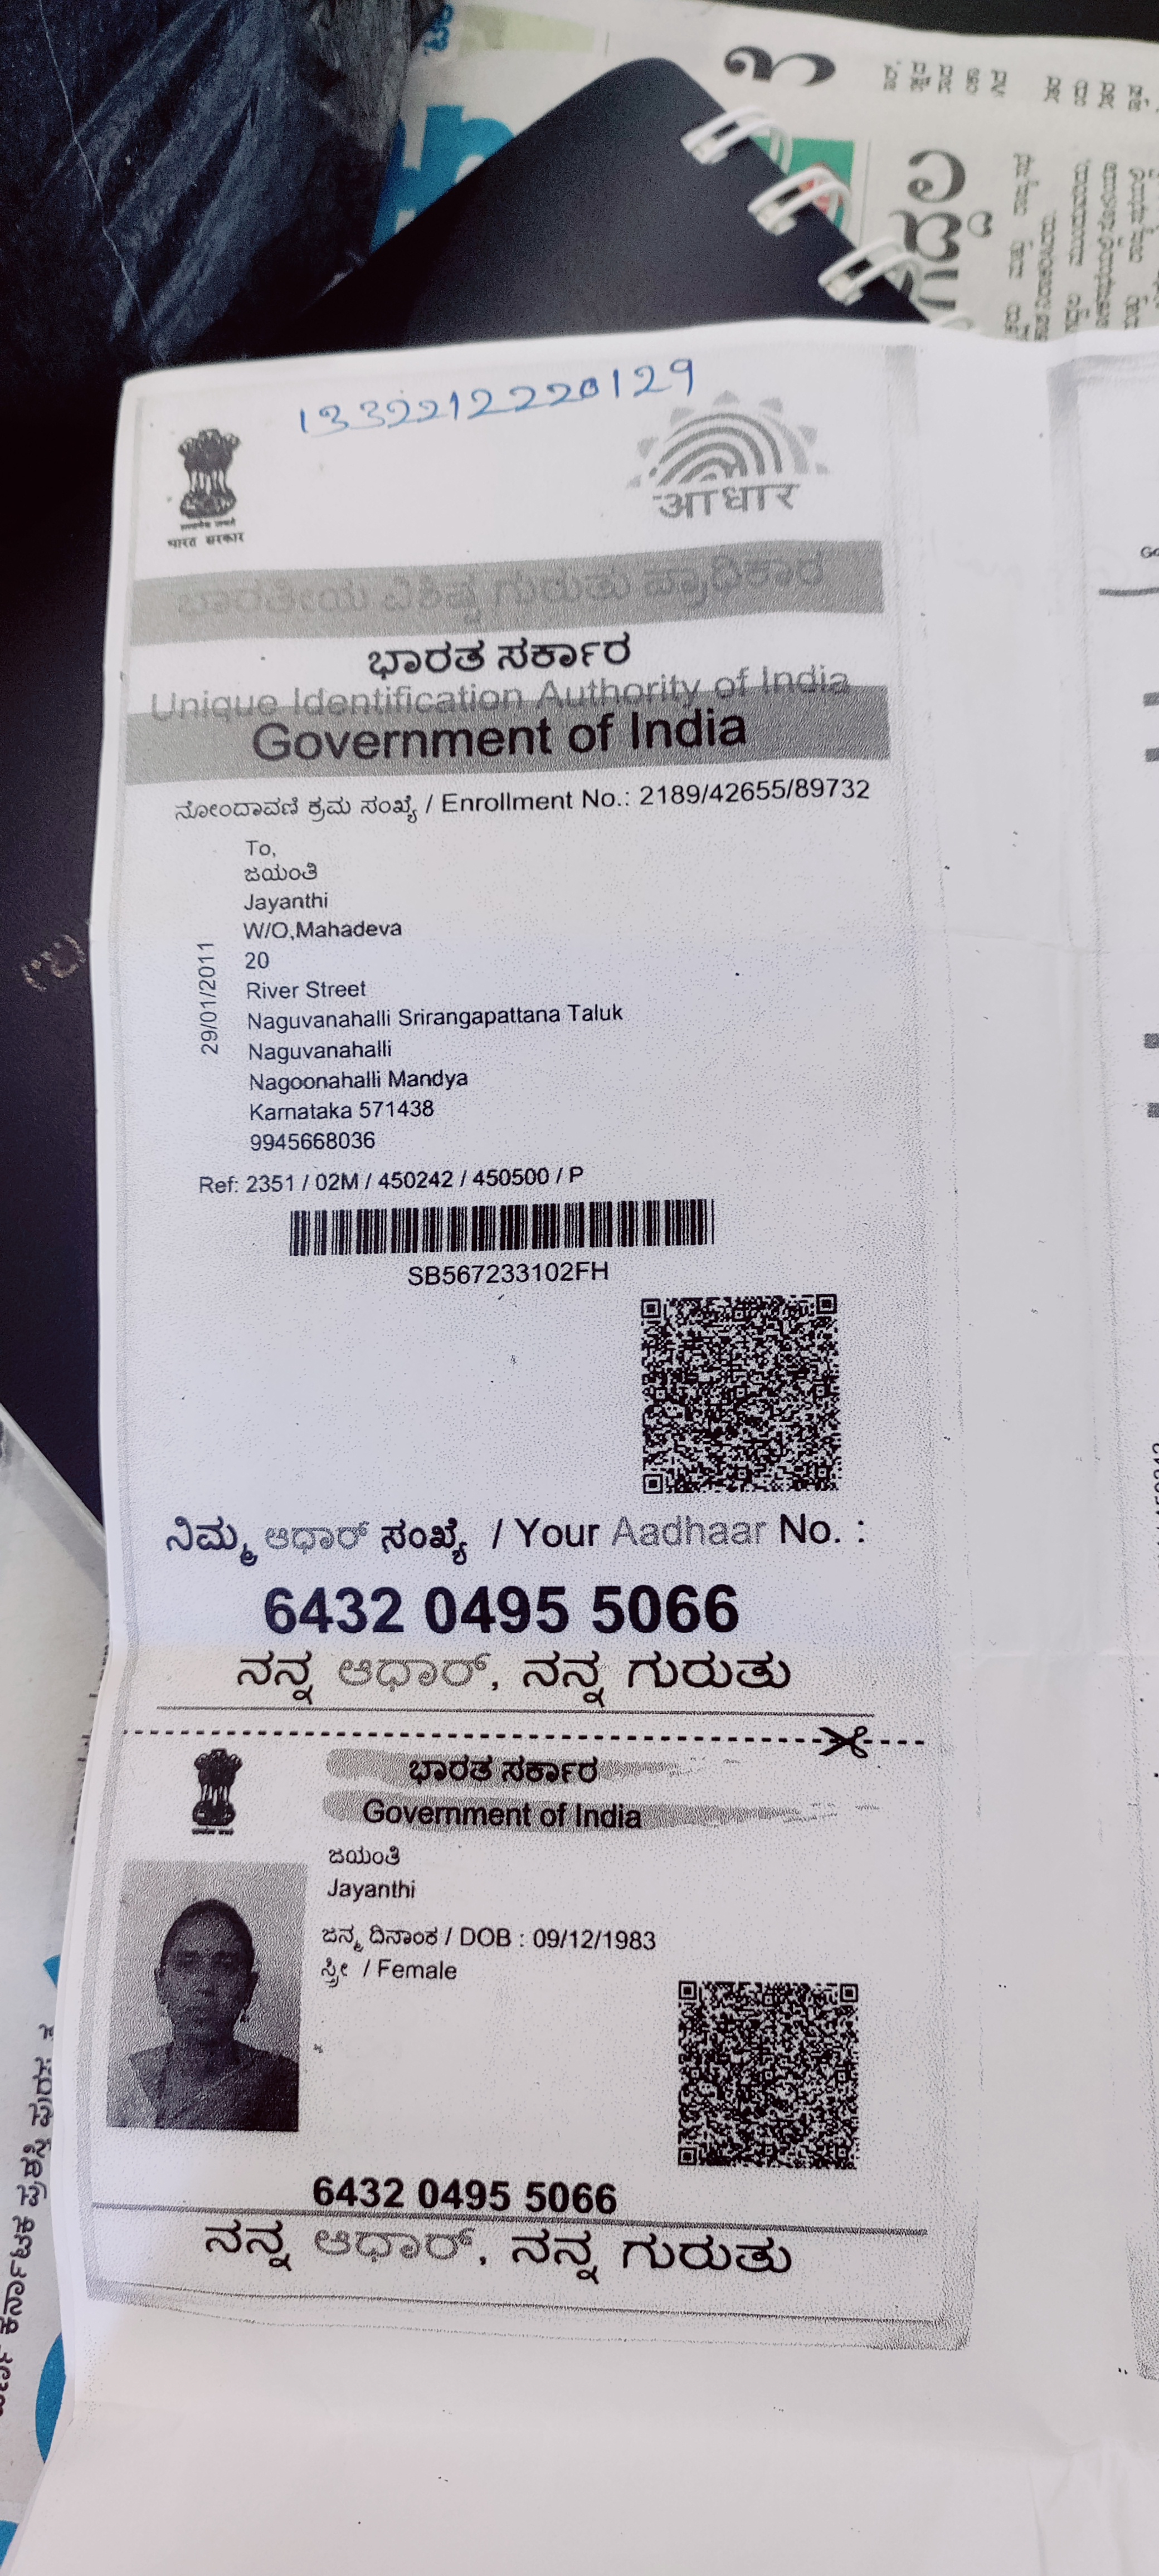 1332212220129
आधार
भारत सरकार
ಭಾರತೀಯ ವಿಶಿಷ್ಟ ಗುರುತು ಪ್ರಾಧಿಕಾರ
ಭಾರತ ಸರ್ಕಾರ
Unique Identification Authority of India
Government of India
ನೋಂದಾವಣಿ ಕ್ರಮ ಸಂಖ್ಯೆ / Enrollment No.: 2189/42655/89732
To,
ಜಯಂತಿ
Jayanthi
W/O,Mahadeva
20
River Street
Naguvanahalli Srirangapattana Taluk
Naguvanahalli
Nagoonahalli Mandya
Karnataka 571438
9945668036
29/01/2011
Ref: 2351 / 02M / 450242 / 450500 / P
SB567233102FH
ನಿಮ್ಮ ಆಧಾರ್ ಸಂಖ್ಯೆ / Your Aadhaar No. :
6432 0495 5066
ನನ್ನ ಆಧಾರ್, ನನ್ನ ಗುರುತು
ಭಾರತ ಸರ್ಕಾರ
Government of India
ಜಯಂತಿ
Jayanthi
ಜನ್ಮ ದಿನಾಂಕ / DOB : 09/12/1983
ಸ್ತ್ರೀ / Female
6432 0495 5066
ನನ್ನ ಆಧಾರ್, ನನ್ನ ಗುರುತು